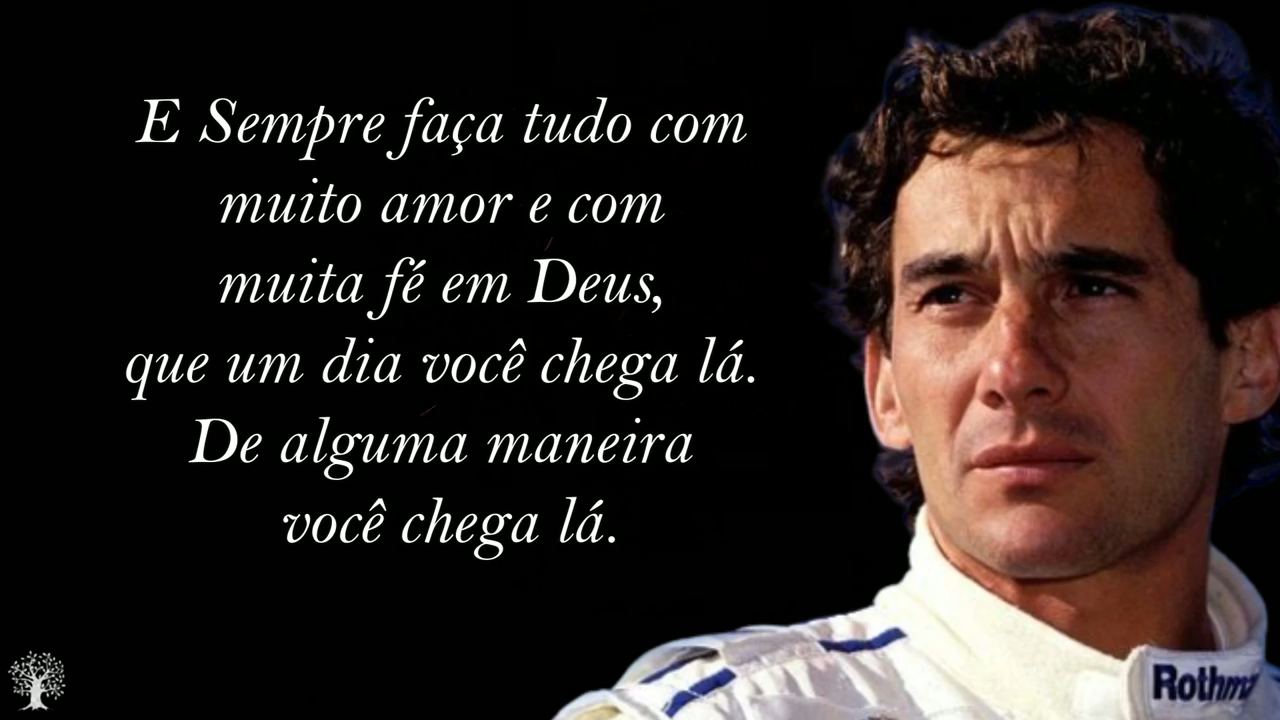 E Sempre faça tudo com
muito amor e com
muita fé em Deus,
que um dia você chega lá.
De alguma maneira
você chega lá.